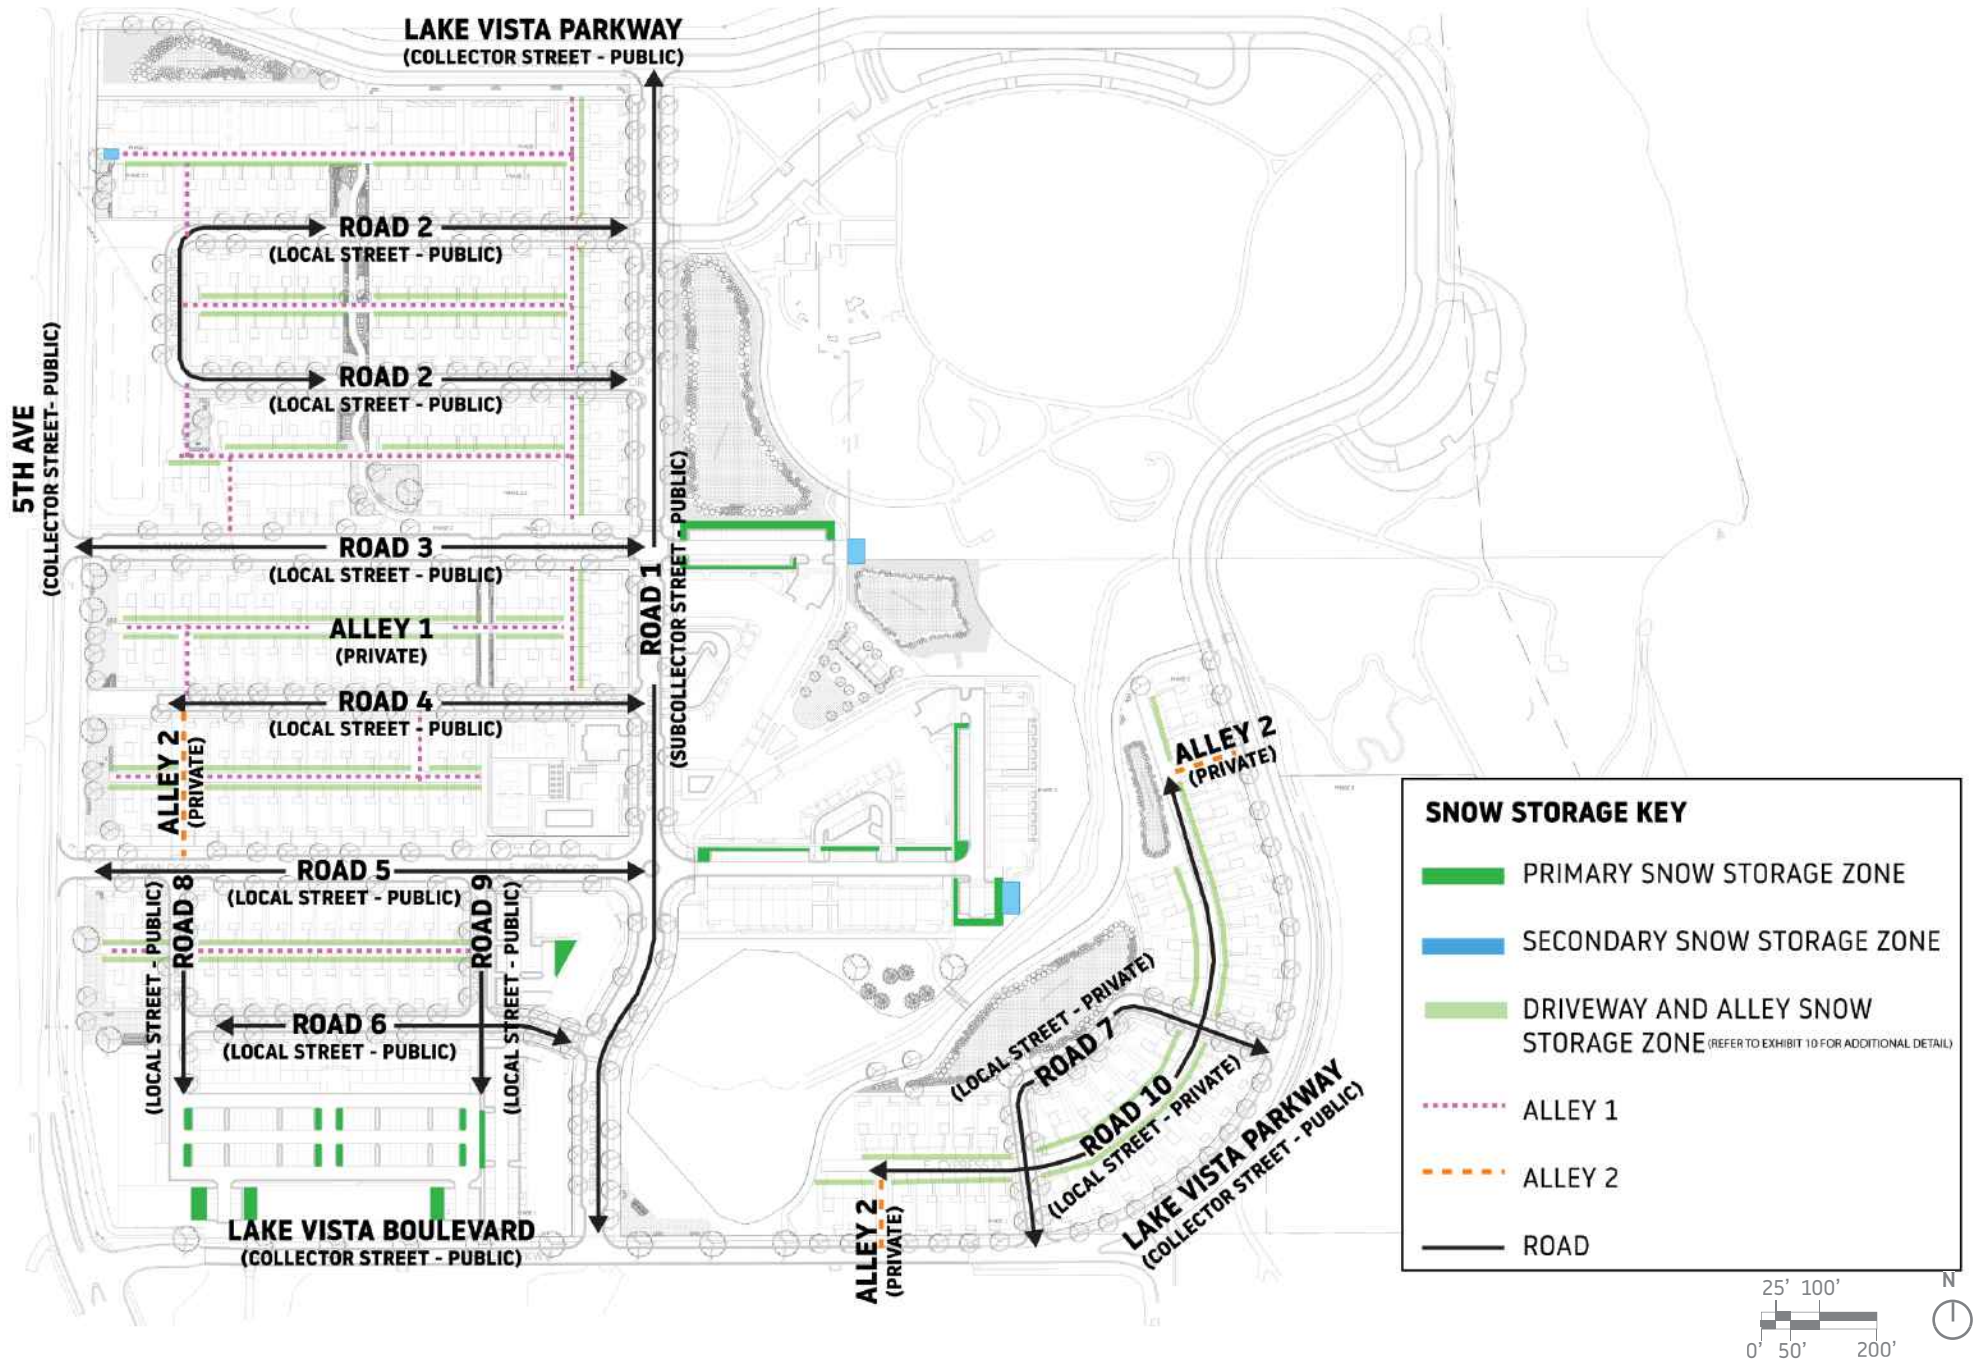 LAKE VISTA PARKWAY
(COLLECTOR STREET - PUBLIC)
ROAD 2
(LOCAL STREET - PUBLIC)
ROAD 2
(LOCAL STREET - PUBLIC)
5TH AVE
(COLLECTOR STREET- PUBLIC)
ROAD 3
(LOCAL STREET - PUBLIC)
ROAD 1
(SUBCOLLECTOR STREET - PUBLIC)
ALLEY 1
(PRIVATE)
ROAD 4
(LOCAL STREET - PUBLIC)
ALLEY 2
(PRIVATE)
ALLEY 2
(PRIVATE)
ROAD 5
(LOCAL STREET - PUBLIC)
ROAD 8
(LOCAL STREET - PUBLIC)
ROAD 9
(LOCAL STREET - PUBLIC)
ROAD 6
(LOCAL STREET - PUBLIC)
(LOCAL STREET - PRIVATE)
ROAD 7
ROAD 10
(LOCAL STREET - PRIVATE)
LAKE VISTA PARKWAY
(COLLECTOR STREET - PUBLIC)
ALLEY 2
(PRIVATE)
LAKE VISTA BOULEVARD
(COLLECTOR STREET - PUBLIC)
SNOW STORAGE KEY
PRIMARY SNOW STORAGE ZONE
SECONDARY SNOW STORAGE ZONE
DRIVEWAY AND ALLEY SNOW
STORAGE ZONE (REFER TO EXHIBIT 10 FOR ADDITIONAL DETAIL)
ALLEY 1
ALLEY 2
ROAD
N
25' 100'
0' 50' 200'